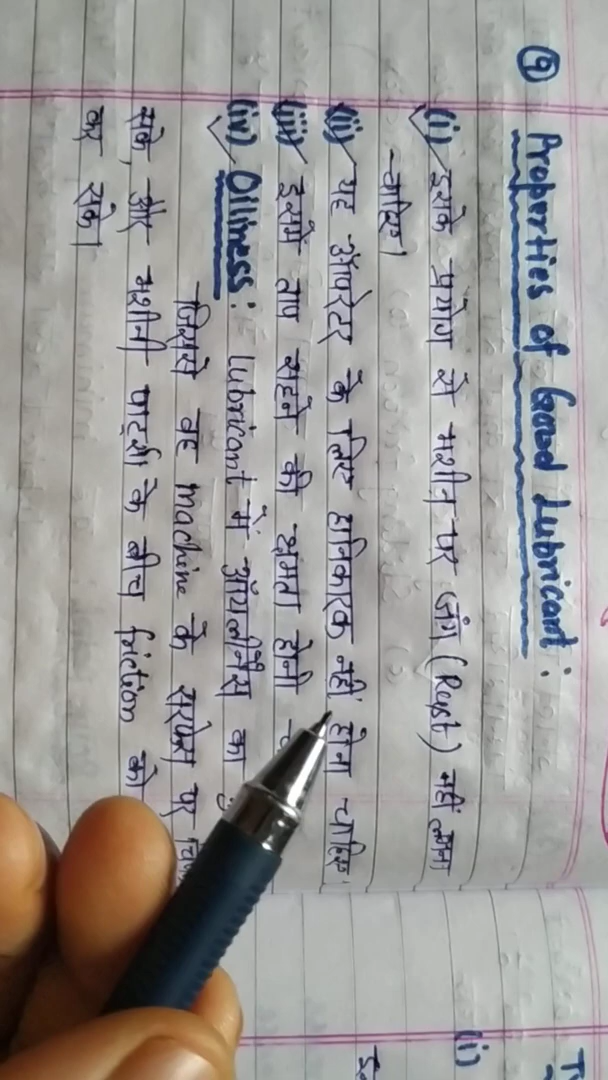 9 Properties of Good Lubricant:
(i) इसके प्रयोग से मशीन पर जंग (Rust) नहीं लगना
चाहिए।
(ii) यह ऑपरेटर के लिए हानिकारक नहीं होना चाहिए
(iii) इसमें ताप सहने की क्षमता होनी
(iv) Oiliness: lubricant में ऑयलीनैस का
जिससे वह machine के सरफेस पर
सके, और मशीनी पार्ट्स के बीच friction को
कर सके।
(i)